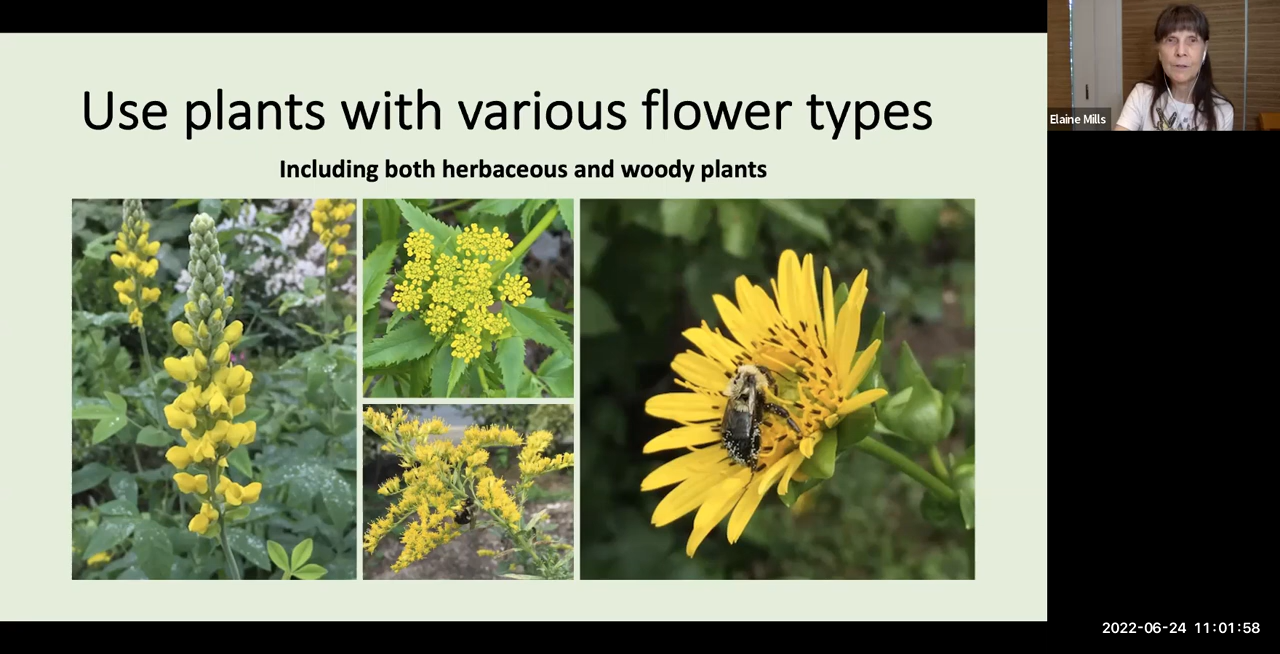 Use plants with various flower types
Including both herbaceous and woody plants
Elaine Mills
2022-06-24 11:01:58